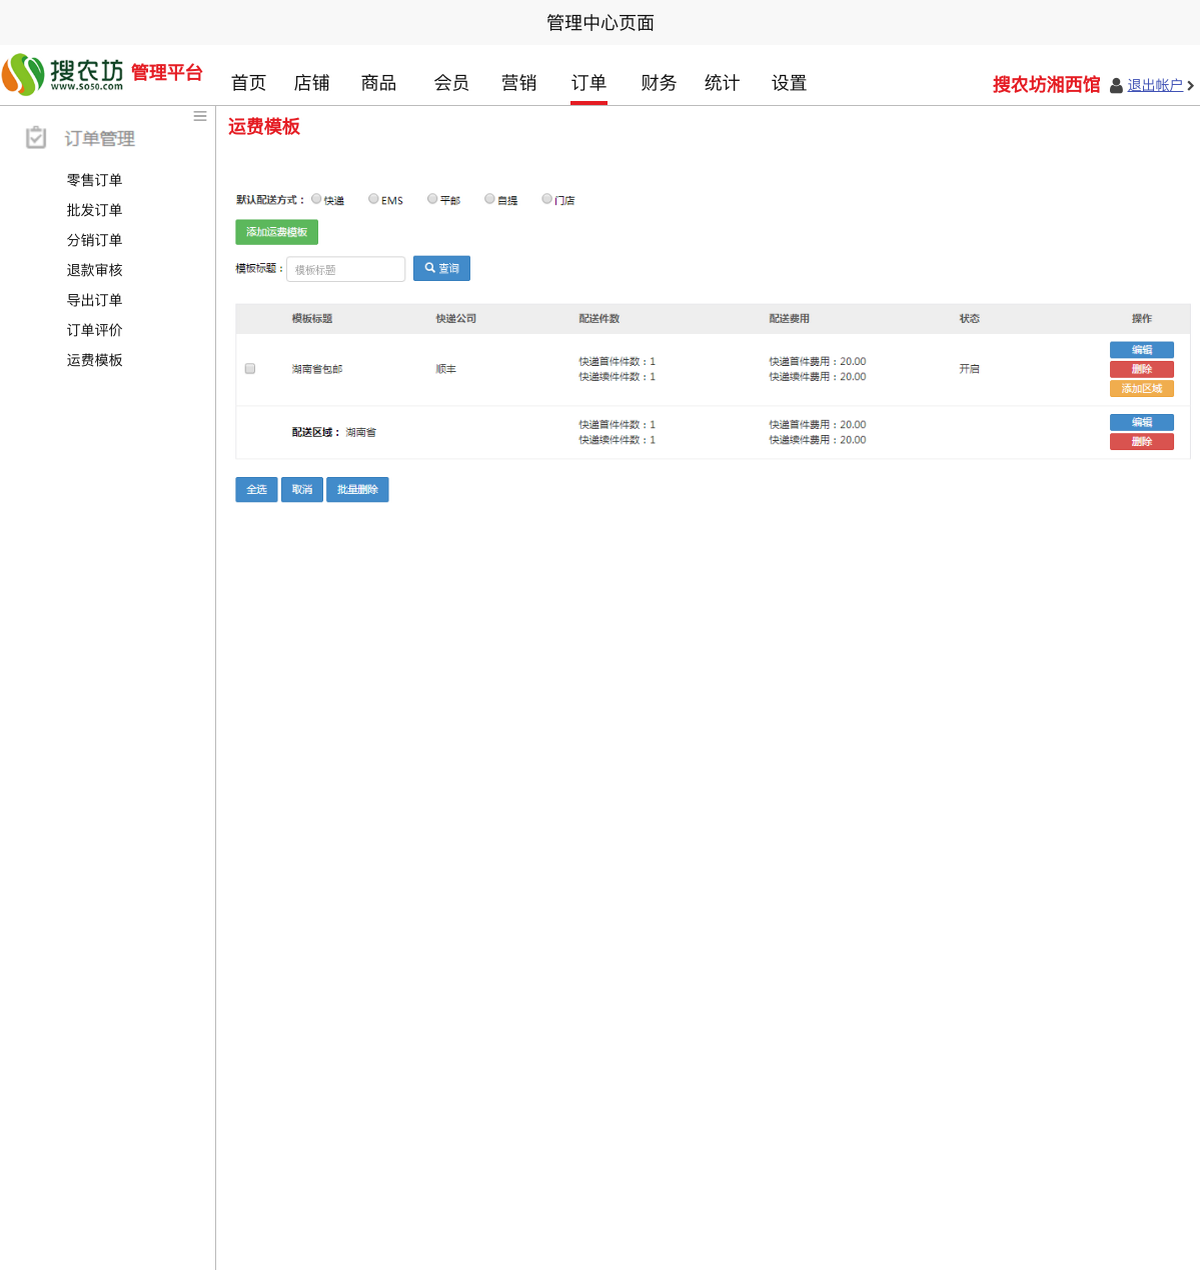 管理中心页面
搜农坊 管理平台
www.so50.com
首页 店铺 商品 会员 营销 订单 财务 统计 设置
搜农坊湘西馆 退出帐户
订单管理
零售订单
批发订单
分销订单
退款审核
导出订单
订单评价
运费模板
运费模板
默认配送方式： 快递 EMS 平邮 自提 门店
添加运费模板
模板标题： 模板标题 查询
模板标题 快递公司 配送件数 配送费用 状态 操作
湖南省包邮 顺丰 快递首件件数：1 快递首件费用：20.00 开启 编辑
快递续件件数：1 快递续件费用：20.00 删除
添加区域
配送区域： 湖南省 快递首件件数：1 快递首件费用：20.00 编辑
快递续件件数：1 快递续件费用：20.00 删除
全选 取消 批量删除